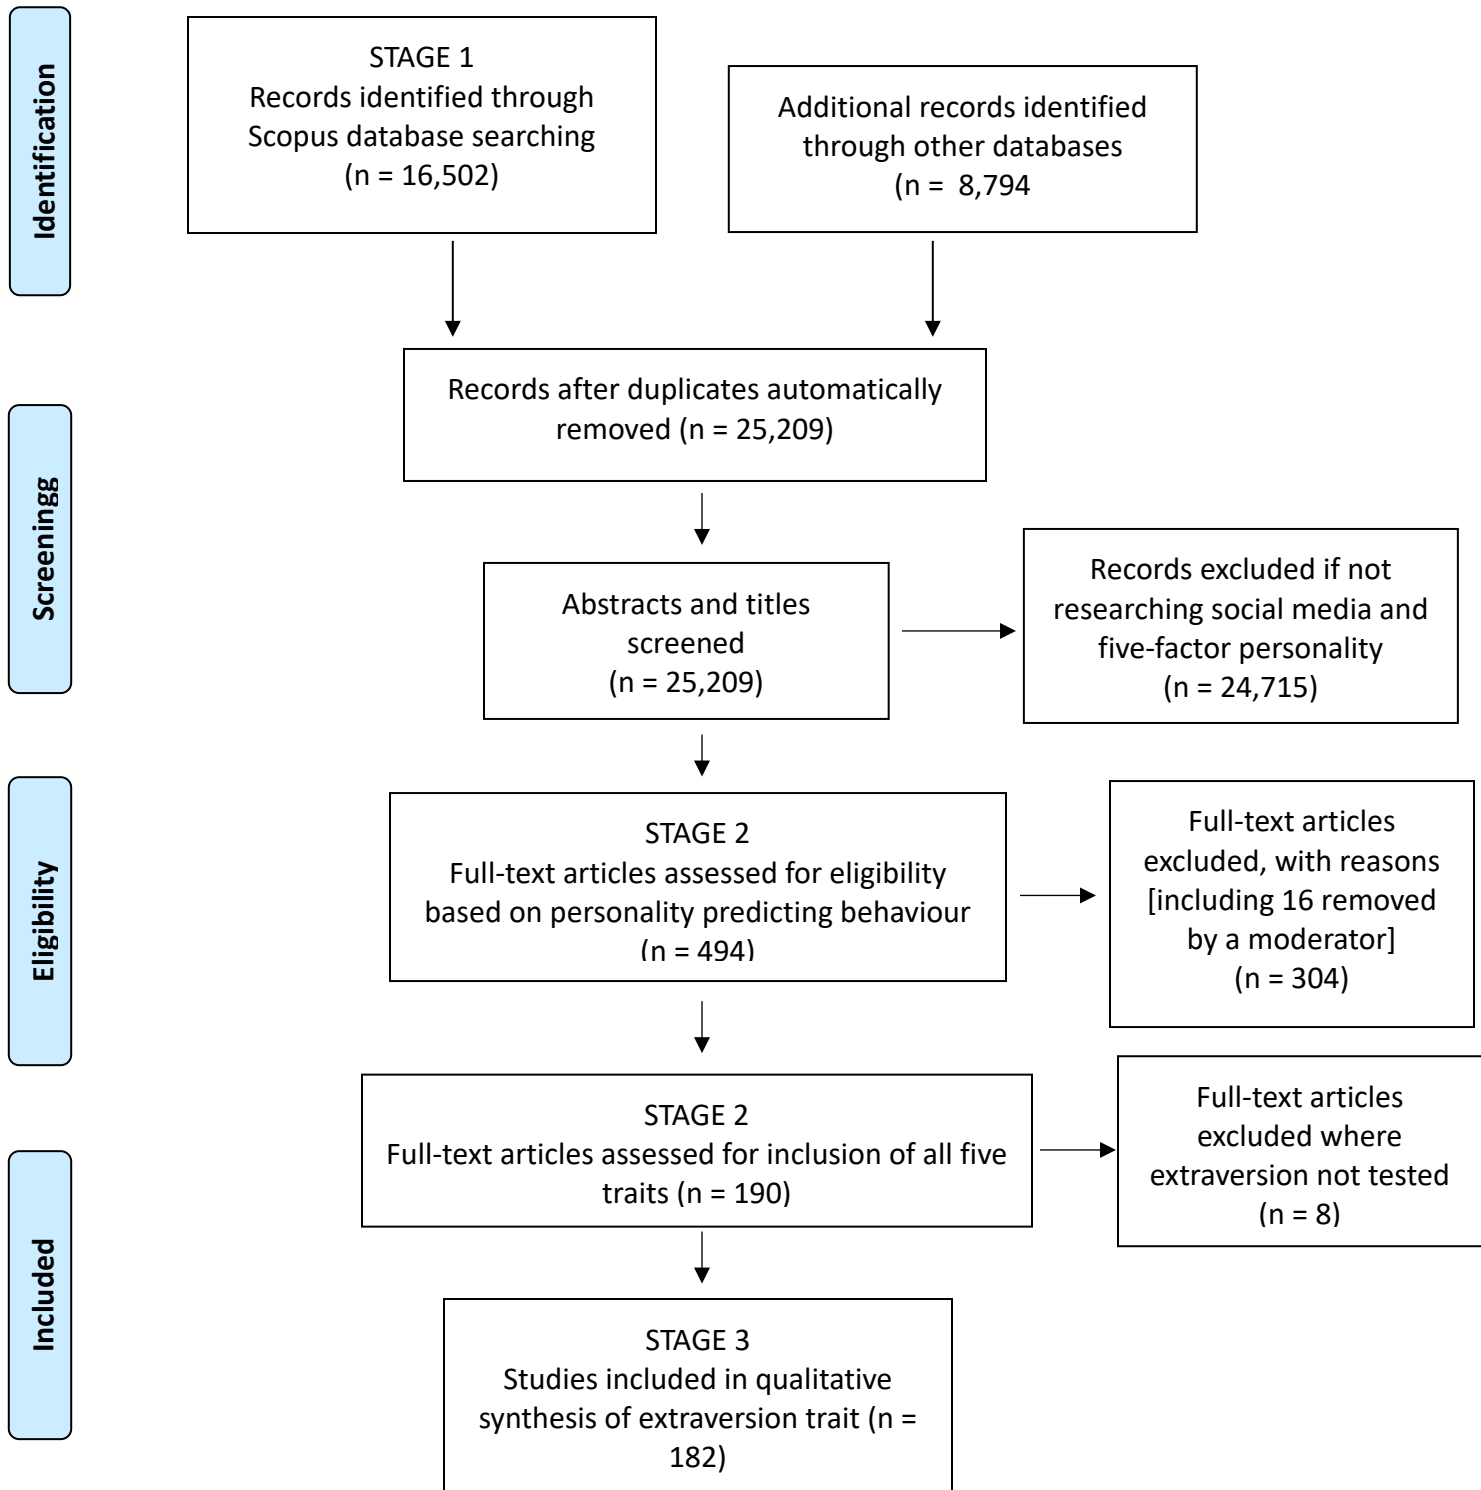 Identification
STAGE 1
Records identified through
Scopus database searching
(n = 16,502)
Additional records identified
through other databases
(n =  8,794
Screeningg
Records after duplicates automatically
removed (n = 25,209)
Abstracts and titles
screened
(n = 25,209)
Records excluded if not
researching social media and
five-factor personality
(n = 24,715)
Eligibility
STAGE 2
Full-text articles assessed for eligibility
based on personality predicting behaviour
(n = 494)
Full-text articles
excluded, with reasons
[including 16 removed
by a moderator]
(n = 304)
STAGE 2
Full-text articles assessed for inclusion of all five
traits (n = 190)
Full-text articles
excluded where
extraversion not tested
(n = 8)
Included
STAGE 3
Studies included in qualitative
synthesis of extraversion trait (n =
182)